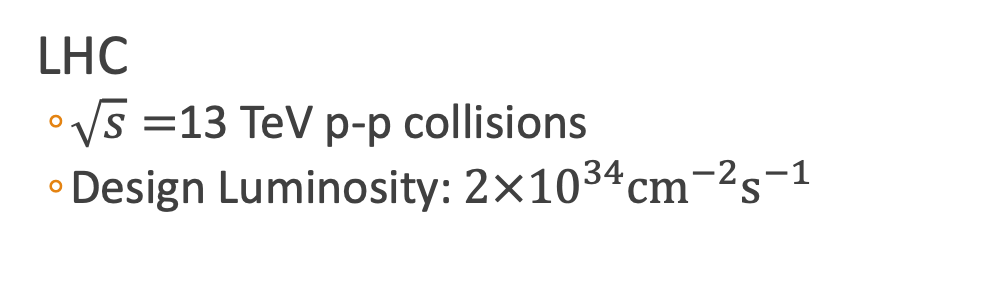 LHC
◦ √s =13 TeV p-p collisions
◦ Design Luminosity: 2×10³⁴cm⁻²s⁻¹